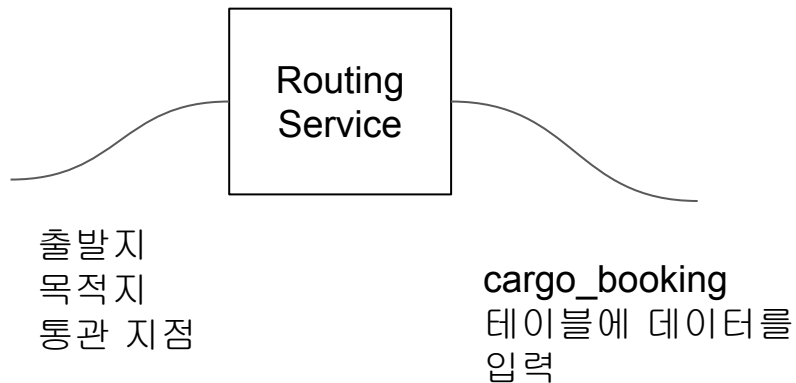 Routing
Service
출발지
목적지
통관 지점
cargo_booking
테이블에 데이터를
입력